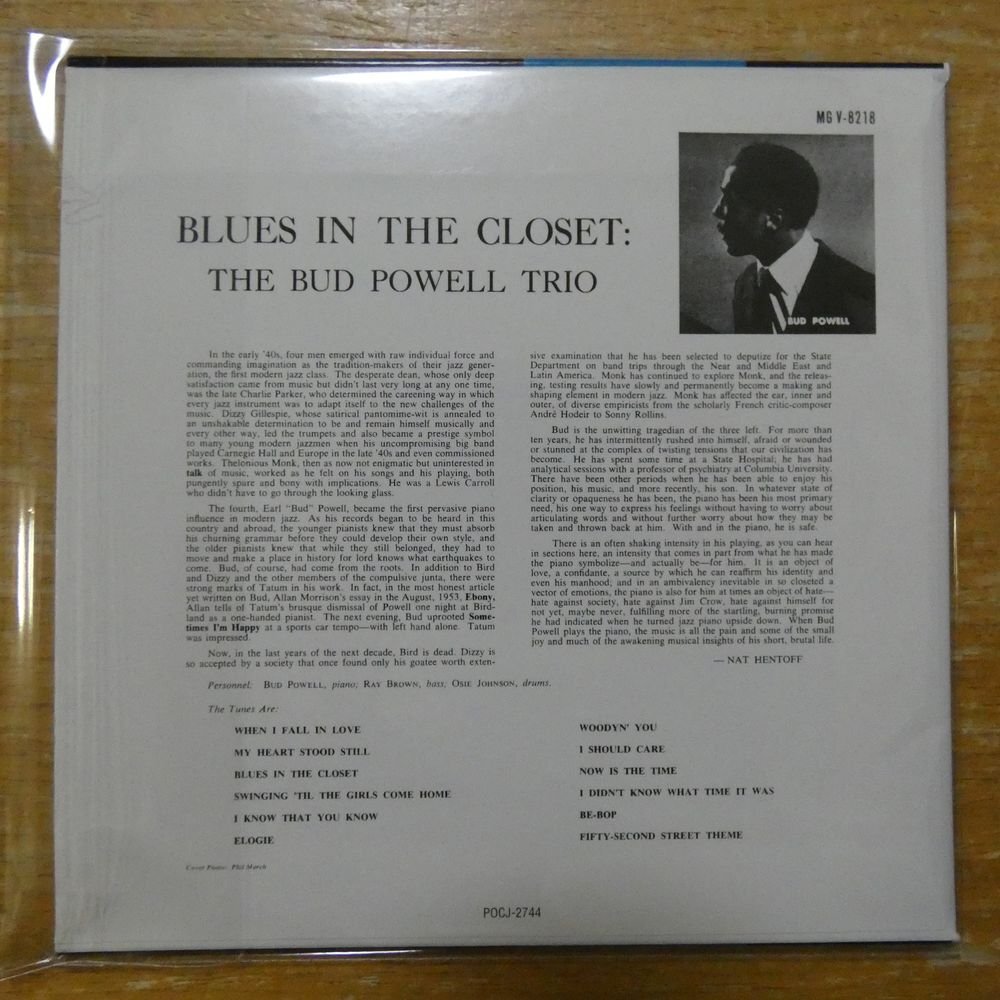 MG V-8218
BLUES IN THE CLOSET:
THE BUD POWELL TRIO
BUD POWELL
In the early '40s, four men emerged with raw individual force and
commanding imagination as the tradition-makers of their jazz gener-
ation, the first modern jazz class. The desperate dean, whose only deep
satisfaction came from music but didn't last very long at any one time,
was the late Charlie Parker, who determined the careening way in which
every jazz instrument was to adapt itself to the new challenges of the
music. Dizzy Gillespie, whose satirical pantomime-wit is annealed to
an unshakable determination to be and remain himself musically and
every other way, led the trumpets and also became a prestige symbol
to many young modern jazzmen when his uncompromising big band
played Carnegie Hall and Europe in the late '40s and even commissioned
works. Thelonious Monk, then as now not enigmatic but uninterested in
talk of music, worked as he felt on his songs and his playing, both
pungently spare and bony with implications. He was a Lewis Carroll
who didn't have to go through the looking glass.
The fourth, Earl "Bud" Powell, became the first pervasive piano
influence in modern jazz. As his records began to be heard in this
country and abroad, the younger pianists knew that they must absorb
his churning grammar before they could develop their own style, and
the older pianists knew that while they still belonged, they had to
move and make a place in history for lord knows what earthquakes to
come. Bud, of course, had come from the roots. In addition to Bird
and Dizzy and the other members of the compulsive junta, there were
strong marks of Tatum in his work. In fact, in the most honest article
yet written on Bud, Allan Morrison's essay in the August, 1953, Ebony,
Allan tells of Tatum's brusque dismissal of Powell one night at Bird-
land as a one-handed pianist. The next evening, Bud uprooted Some-
times I'm Happy at a sports car tempo—with left hand alone. Tatum
was impressed.
Now, in the last years of the next decade, Bird is dead. Dizzy is
so accepted by a society that once found only his goatee worth exten-
sive examination that he has been selected to deputize for the State
Department on band trips through the Near and Middle East and
Latin America. Monk has continued to explore Monk, and the releas-
ing, testing results have slowly and permanently become a making and
shaping element in modern jazz. Monk has affected the ear, inner and
outer, of diverse empiricists from the scholarly French critic-composer
André Hodeir to Sonny Rollins.
Bud is the unwitting tragedian of the three left. For more than
ten years, he has intermittently rushed into himself, afraid or wounded
or stunned at the complex of twisting tensions that our civilization has
become. He has spent some time at a State Hospital; he has had
analytical sessions with a professor of psychiatry at Columbia University.
There have been other periods when he has been able to enjoy his
position, his music, and more recently, his son. In whatever state of
clarity or opaqueness he has been, the piano has been his most primary
need, his one way to express his feelings without having to worry about
articulating words and without further worry about how they may be
taken and thrown back at him. With and in the piano, he is safe.
There is an often shaking intensity in his playing, as you can hear
in sections here, an intensity that comes in part from what he has made
the piano symbolize—and actually be—for him. It is an object of
love, a confidante, a source by which he can reaffirm his identity and
even his manhood; and in an ambivalency inevitable in so closeted a
vector of emotions, the piano is also for him at times an object of hate—
hate against society, hate against Jim Crow, hate against himself for
not yet, maybe never, fulfilling more of the startling, burning promise
he had indicated when he turned jazz piano upside down. When Bud
Powell plays the piano, the music is all the pain and some of the small
joy and much of the awakening musical insights of his short, brutal life.
— NAT HENTOFF
Personnel: BUD POWELL, piano; RAY BROWN, bass; OSIE JOHNSON, drums.
The Tunes Are:
WHEN I FALL IN LOVE
MY HEART STOOD STILL
BLUES IN THE CLOSET
SWINGING 'TIL THE GIRLS COME HOME
I KNOW THAT YOU KNOW
ELOGIE
WOODYN' YOU
I SHOULD CARE
NOW IS THE TIME
I DIDN'T KNOW WHAT TIME IT WAS
BE-BOP
FIFTY-SECOND STREET THEME
Cover Photo: Phil March
POCJ-2744